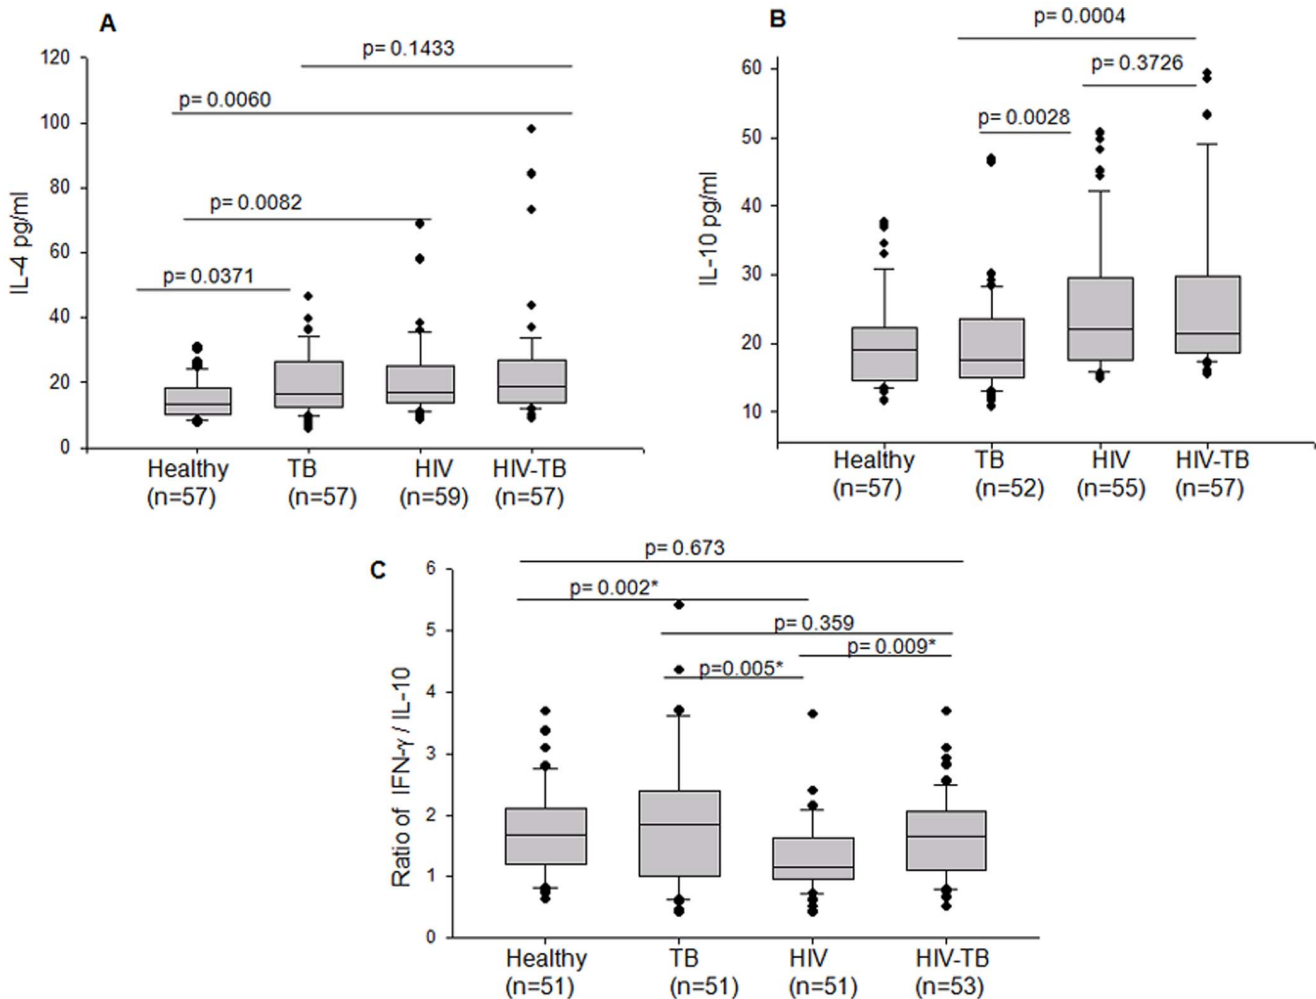 A
p= 0.1433
p= 0.0060
p= 0.0082
p= 0.0371
120
100
80
60
40
20
0
IL-4 pg/ml
Healthy TB HIV HIV-TB
(n=57) (n=57) (n=59) (n=57)
B
p= 0.0004
p= 0.3726
p= 0.0028
60
50
40
30
20
10
IL-10 pg/ml
Healthy TB HIV HIV-TB
(n=57) (n=52) (n=55) (n=57)
C
p= 0.673
p= 0.002*
p= 0.359
p= 0.009*
p=0.005*
6
5
4
3
2
1
0
Ratio of IFN-γ / IL-10
Healthy TB HIV HIV-TB
(n=51) (n=51) (n=51) (n=53)